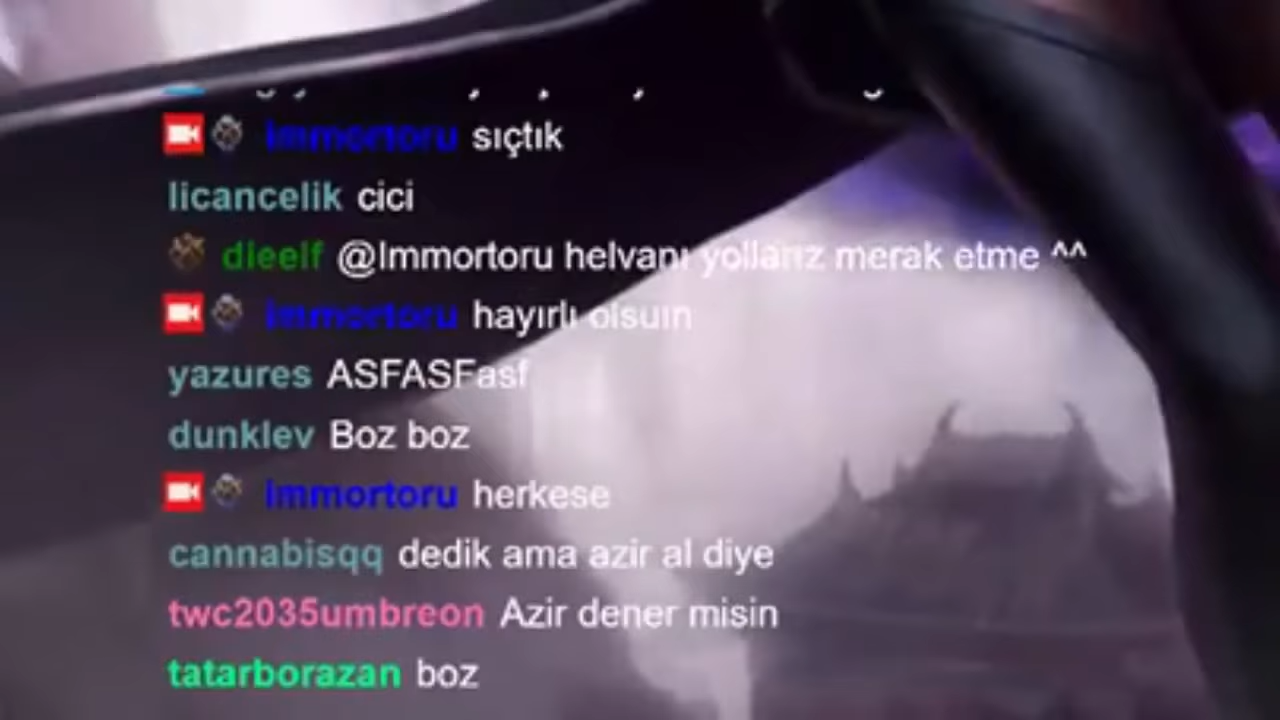 immortoru sıçtık
licancelik cici
dieelf @Immortoru helvanı yollarız merak etme ^^
immortoru hayırlı olsun
yazures ASFASFasf
dunklev Boz boz
immortoru herkese
cannabisqq dedik ama azir al diye
twc2035umbreon Azir dener misin
tatarborazan boz